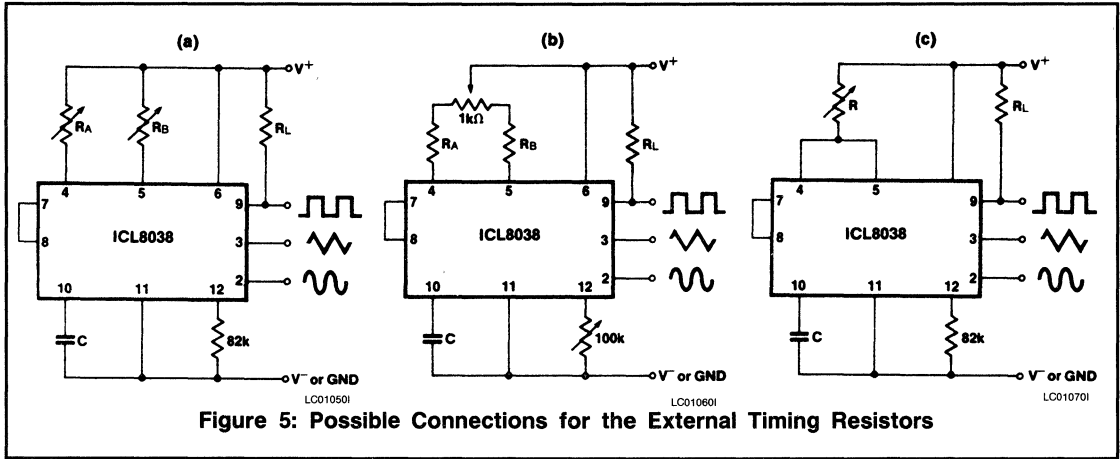 (a)
V+
RA
RB
RL
4
5
6
7
8
ICL8038
9
3
2
10
11
12
C
82k
V− or GND
LC01050I
(b)
V+
1kΩ
RA
RB
RL
4
5
6
7
8
ICL8038
9
3
2
10
11
12
C
100k
V− or GND
LC01060I
(c)
V+
R
RL
4
5
7
8
ICL8038
9
3
2
10
11
12
C
82k
V− or GND
LC01070I
Figure 5: Possible Connections for the External Timing Resistors